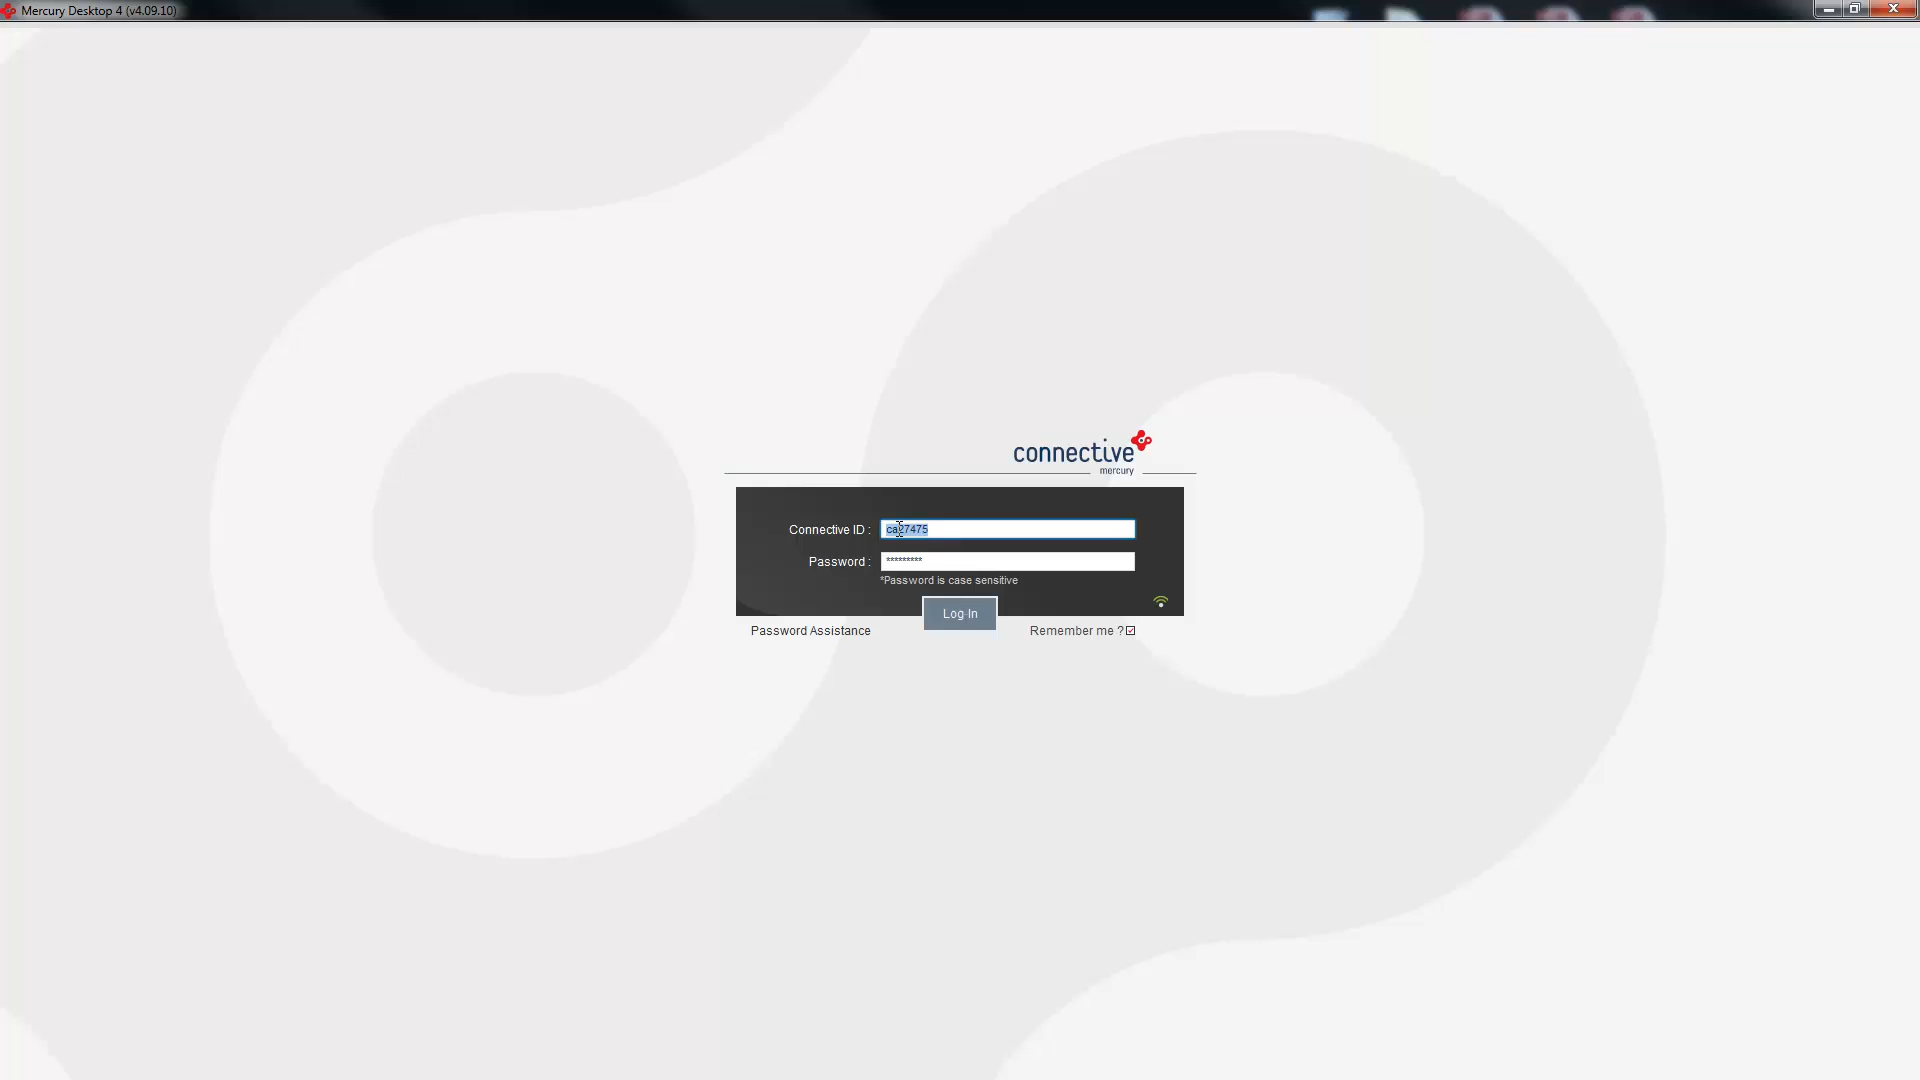 Mercury Desktop 4 (v4.09.10)
connective
mercury
Connective ID :
ca27475
Password :
*********
*Password is case sensitive
Log In
Password Assistance
Remember me ?